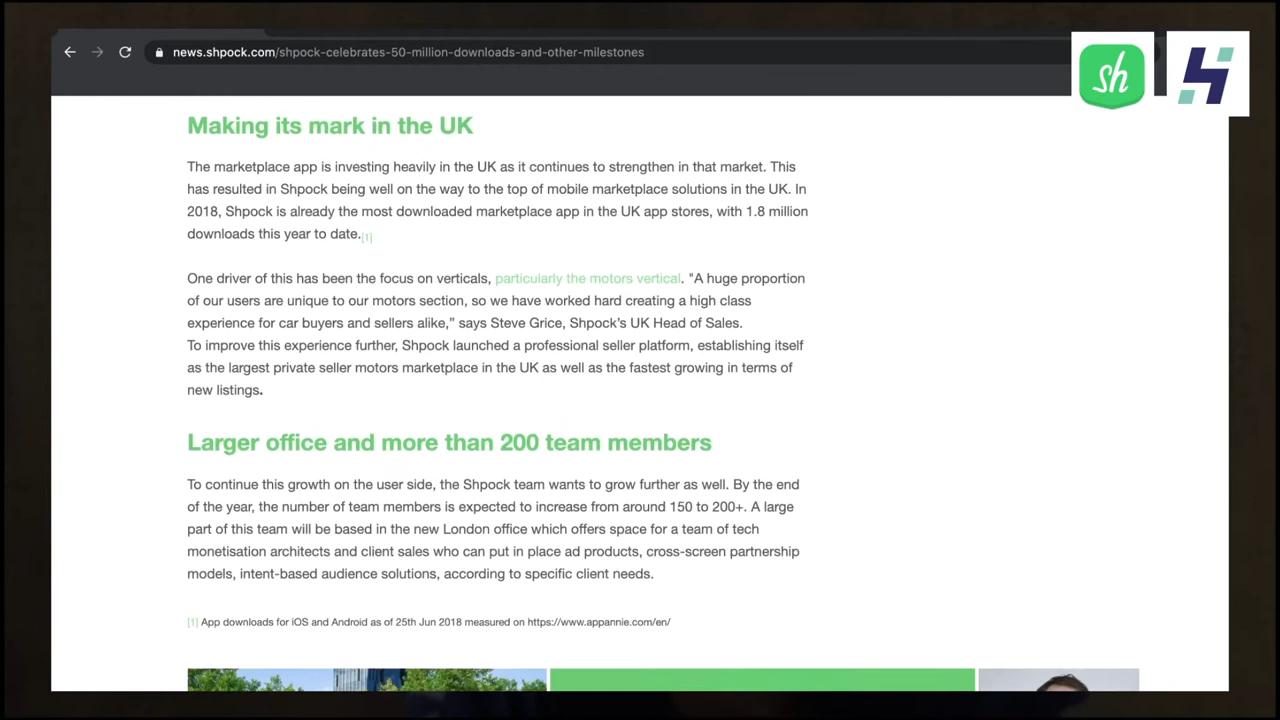 news.shpock.com/shpock-celebrates-50-million-downloads-and-other-milestones
sh
Making its mark in the UK
The marketplace app is investing heavily in the UK as it continues to strengthen in that market. This
has resulted in Shpock being well on the way to the top of mobile marketplace solutions in the UK. In
2018, Shpock is already the most downloaded marketplace app in the UK app stores, with 1.8 million
downloads this year to date.[1]
One driver of this has been the focus on verticals, particularly the motors vertical. "A huge proportion
of our users are unique to our motors section, so we have worked hard creating a high class
experience for car buyers and sellers alike,” says Steve Grice, Shpock’s UK Head of Sales.
To improve this experience further, Shpock launched a professional seller platform, establishing itself
as the largest private seller motors marketplace in the UK as well as the fastest growing in terms of
new listings.
Larger office and more than 200 team members
To continue this growth on the user side, the Shpock team wants to grow further as well. By the end
of the year, the number of team members is expected to increase from around 150 to 200+. A large
part of this team will be based in the new London office which offers space for a team of tech
monetisation architects and client sales who can put in place ad products, cross-screen partnership
models, intent-based audience solutions, according to specific client needs.
[1] App downloads for iOS and Android as of 25th Jun 2018 measured on https://www.appannie.com/en/